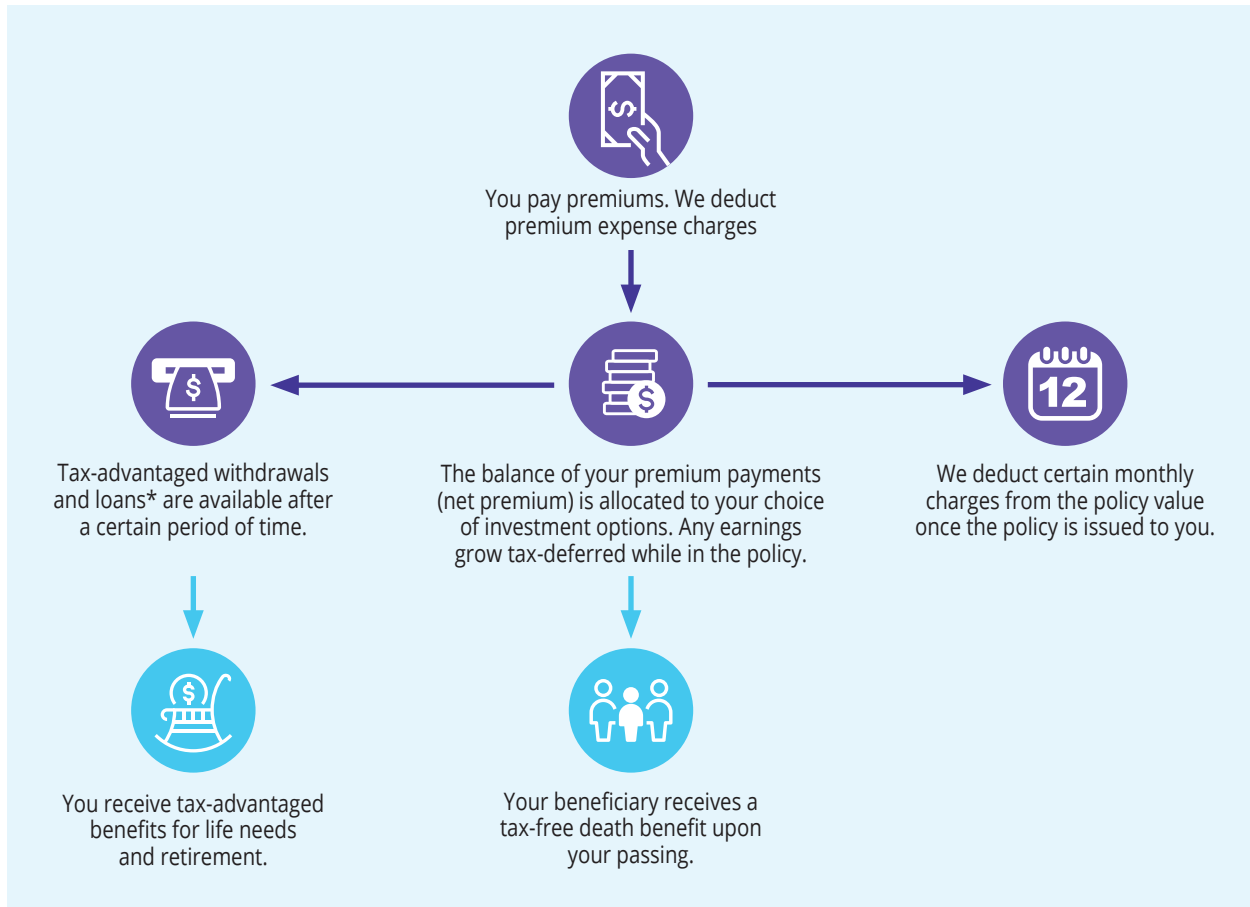 $
You pay premiums. We deduct
premium expense charges
$
$
12
Tax-advantaged withdrawals
and loans* are available after
a certain period of time.
The balance of your premium payments
(net premium) is allocated to your choice
of investment options. Any earnings
grow tax-deferred while in the policy.
We deduct certain monthly
charges from the policy value
once the policy is issued to you.
$
You receive tax-advantaged
benefits for life needs
and retirement.
Your beneficiary receives a
tax-free death benefit upon
your passing.